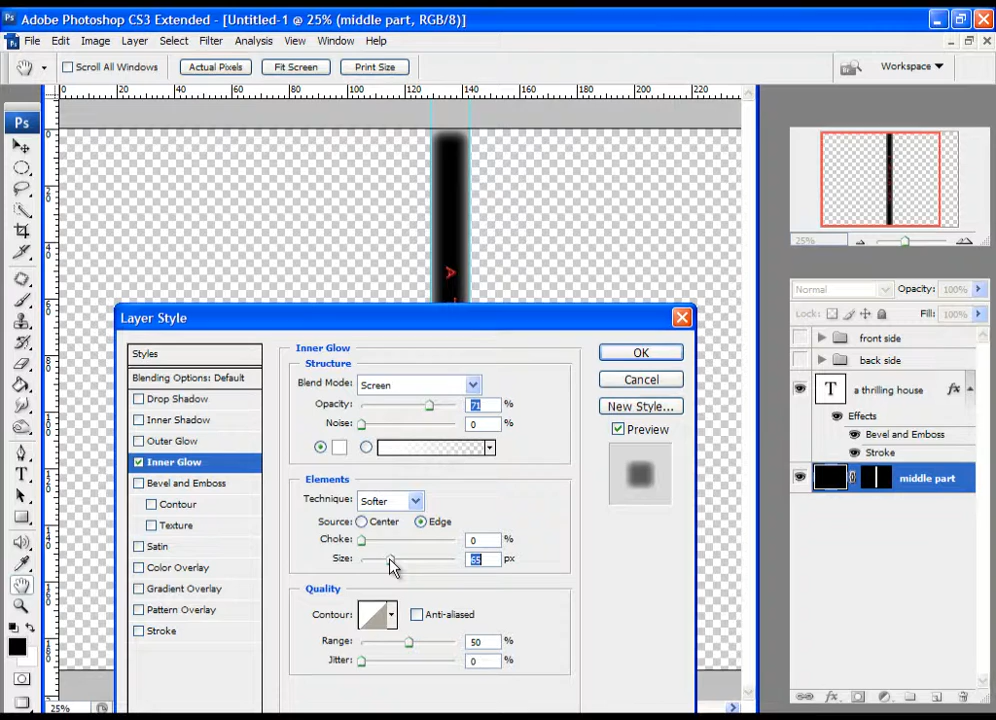 Adobe Photoshop CS3 Extended - [Untitled-1 @ 25% (middle part, RGB/8)]
File Edit Image Layer Select Filter Analysis View Window Help
Scroll All Windows Actual Pixels Fit Screen Print Size Workspace
0 20 40 60 80 100 120 140 160 180 200 220
Ps
A
25%
Normal Opacity: 100%
Lock: Fill: 100%
front side
back side
T a thrilling house fx
Effects
Bevel and Emboss
Stroke
middle part
Layer Style
Styles
Blending Options: Default
Drop Shadow
Inner Shadow
Outer Glow
Inner Glow
Bevel and Emboss
Contour
Texture
Satin
Color Overlay
Gradient Overlay
Pattern Overlay
Stroke
Inner Glow
Structure
Blend Mode: Screen
Opacity: 71 %
Noise: 0 %
Elements
Technique: Softer
Source: Center Edge
Choke: 0 %
Size: 65 px
Quality
Contour: Anti-aliased
Range: 50 %
Jitter: 0 %
OK
Cancel
New Style...
Preview
25%